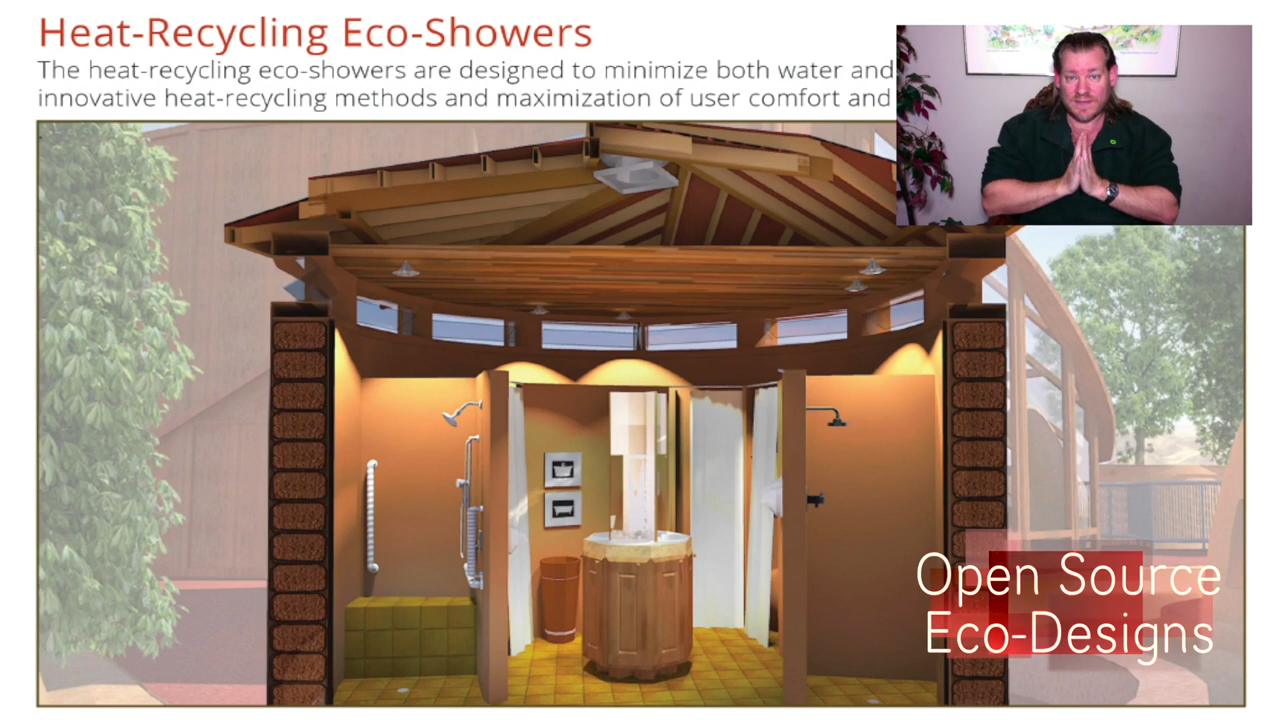 Heat-Recycling Eco-Showers
The heat-recycling eco-showers are designed to minimize both water and
innovative heat-recycling methods and maximization of user comfort and
Open Source
Eco-Designs